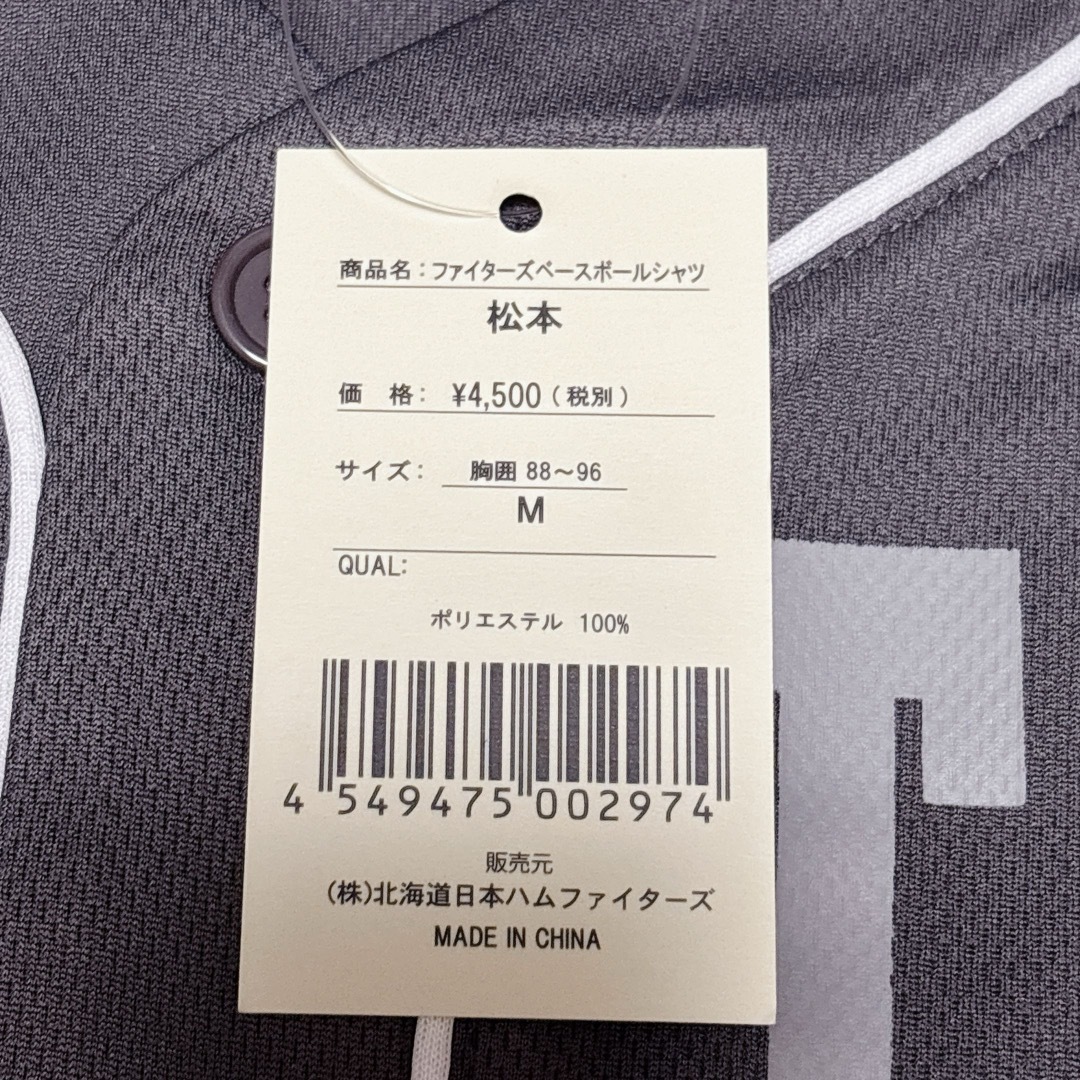 商品名：ファイターズベースボールシャツ
松本
価　格： ¥4,500（税別）
サイズ： 胸囲 88〜96
M
QUAL:
ポリエステル 100%
4 549475 002974
販売元
(株)北海道日本ハムファイターズ
MADE IN CHINA